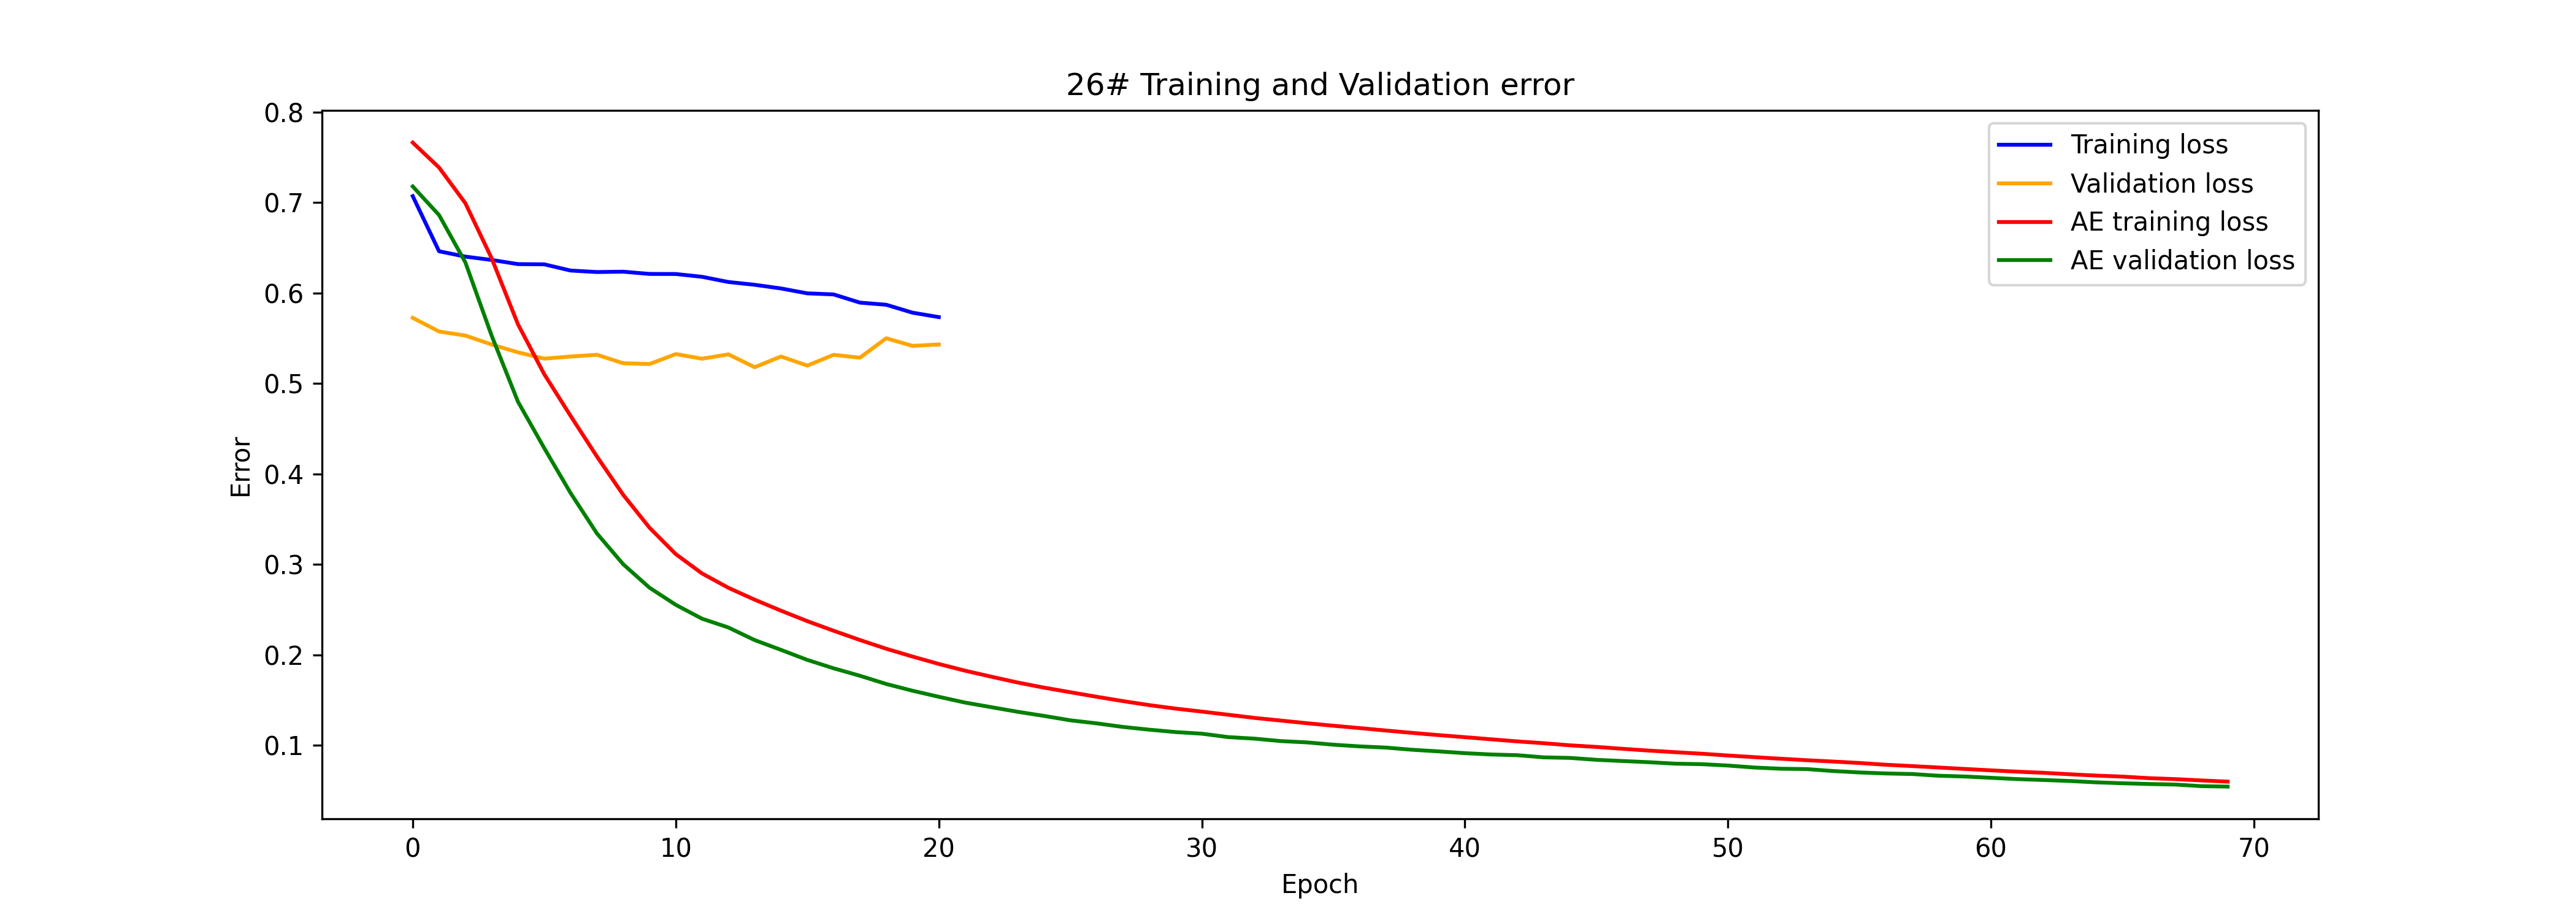 26# Training and Validation error
0.8
0.7
0.6
0.5
0.4
0.3
0.2
0.1
Error
Training loss
Validation loss
AE training loss
AE validation loss
0 10 20 30 40 50 60 70
Epoch